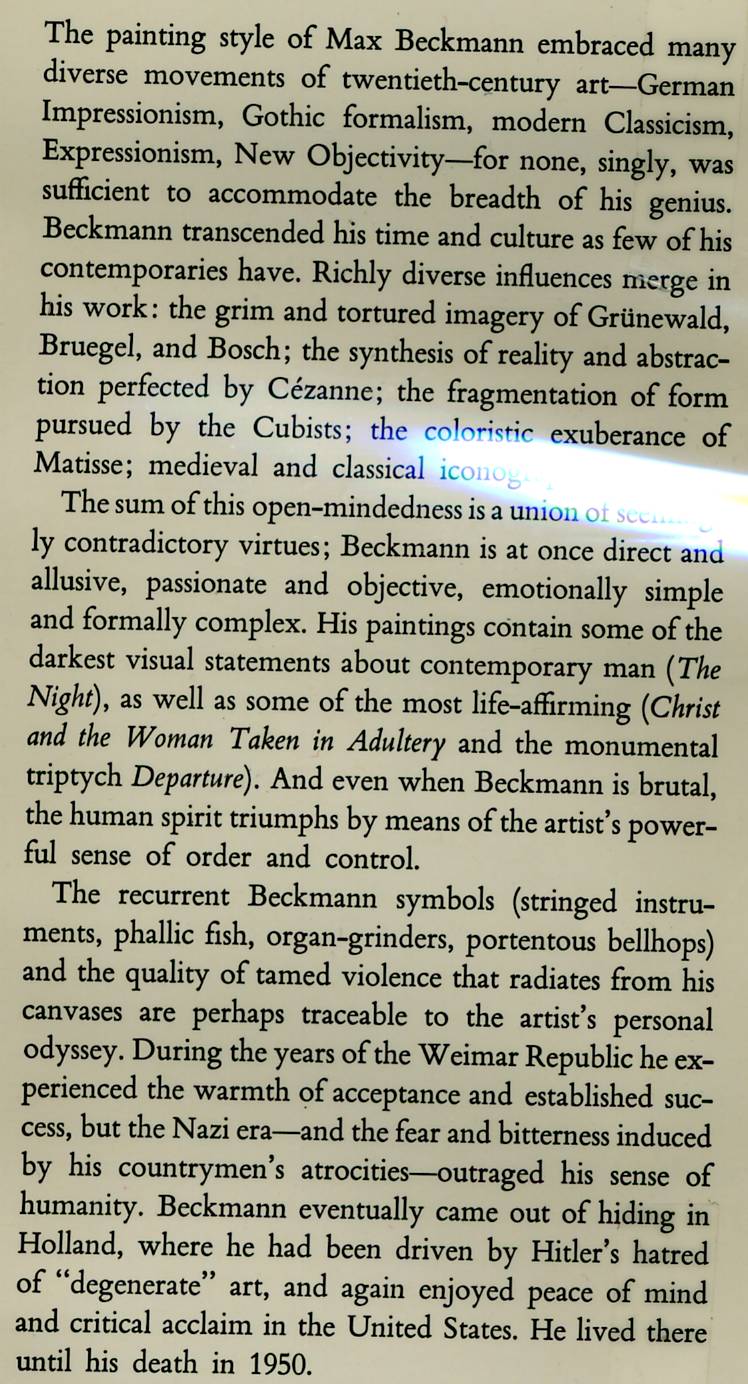 The painting style of Max Beckmann embraced many
diverse movements of twentieth-century art—German
Impressionism, Gothic formalism, modern Classicism,
Expressionism, New Objectivity—for none, singly, was
sufficient to accommodate the breadth of his genius.
Beckmann transcended his time and culture as few of his
contemporaries have. Richly diverse influences merge in
his work: the grim and tortured imagery of Grünewald,
Bruegel, and Bosch; the synthesis of reality and abstrac-
tion perfected by Cézanne; the fragmentation of form
pursued by the Cubists; the coloristic exuberance of
Matisse; medieval and classical
The sum of this open-mindedness is a union of
ly contradictory virtues; Beckmann is at once direct and
allusive, passionate and objective, emotionally simple
and formally complex. His paintings contain some of the
darkest visual statements about contemporary man (The
Night), as well as some of the most life-affirming (Christ
and the Woman Taken in Adultery and the monumental
triptych Departure). And even when Beckmann is brutal,
the human spirit triumphs by means of the artist's power-
ful sense of order and control.
The recurrent Beckmann symbols (stringed instru-
ments, phallic fish, organ-grinders, portentous bellhops)
and the quality of tamed violence that radiates from his
canvases are perhaps traceable to the artist's personal
odyssey. During the years of the Weimar Republic he ex-
perienced the warmth of acceptance and established suc-
cess, but the Nazi era—and the fear and bitterness induced
by his countrymen's atrocities—outraged his sense of
humanity. Beckmann eventually came out of hiding in
Holland, where he had been driven by Hitler's hatred
of "degenerate" art, and again enjoyed peace of mind
and critical acclaim in the United States. He lived there
until his death in 1950.